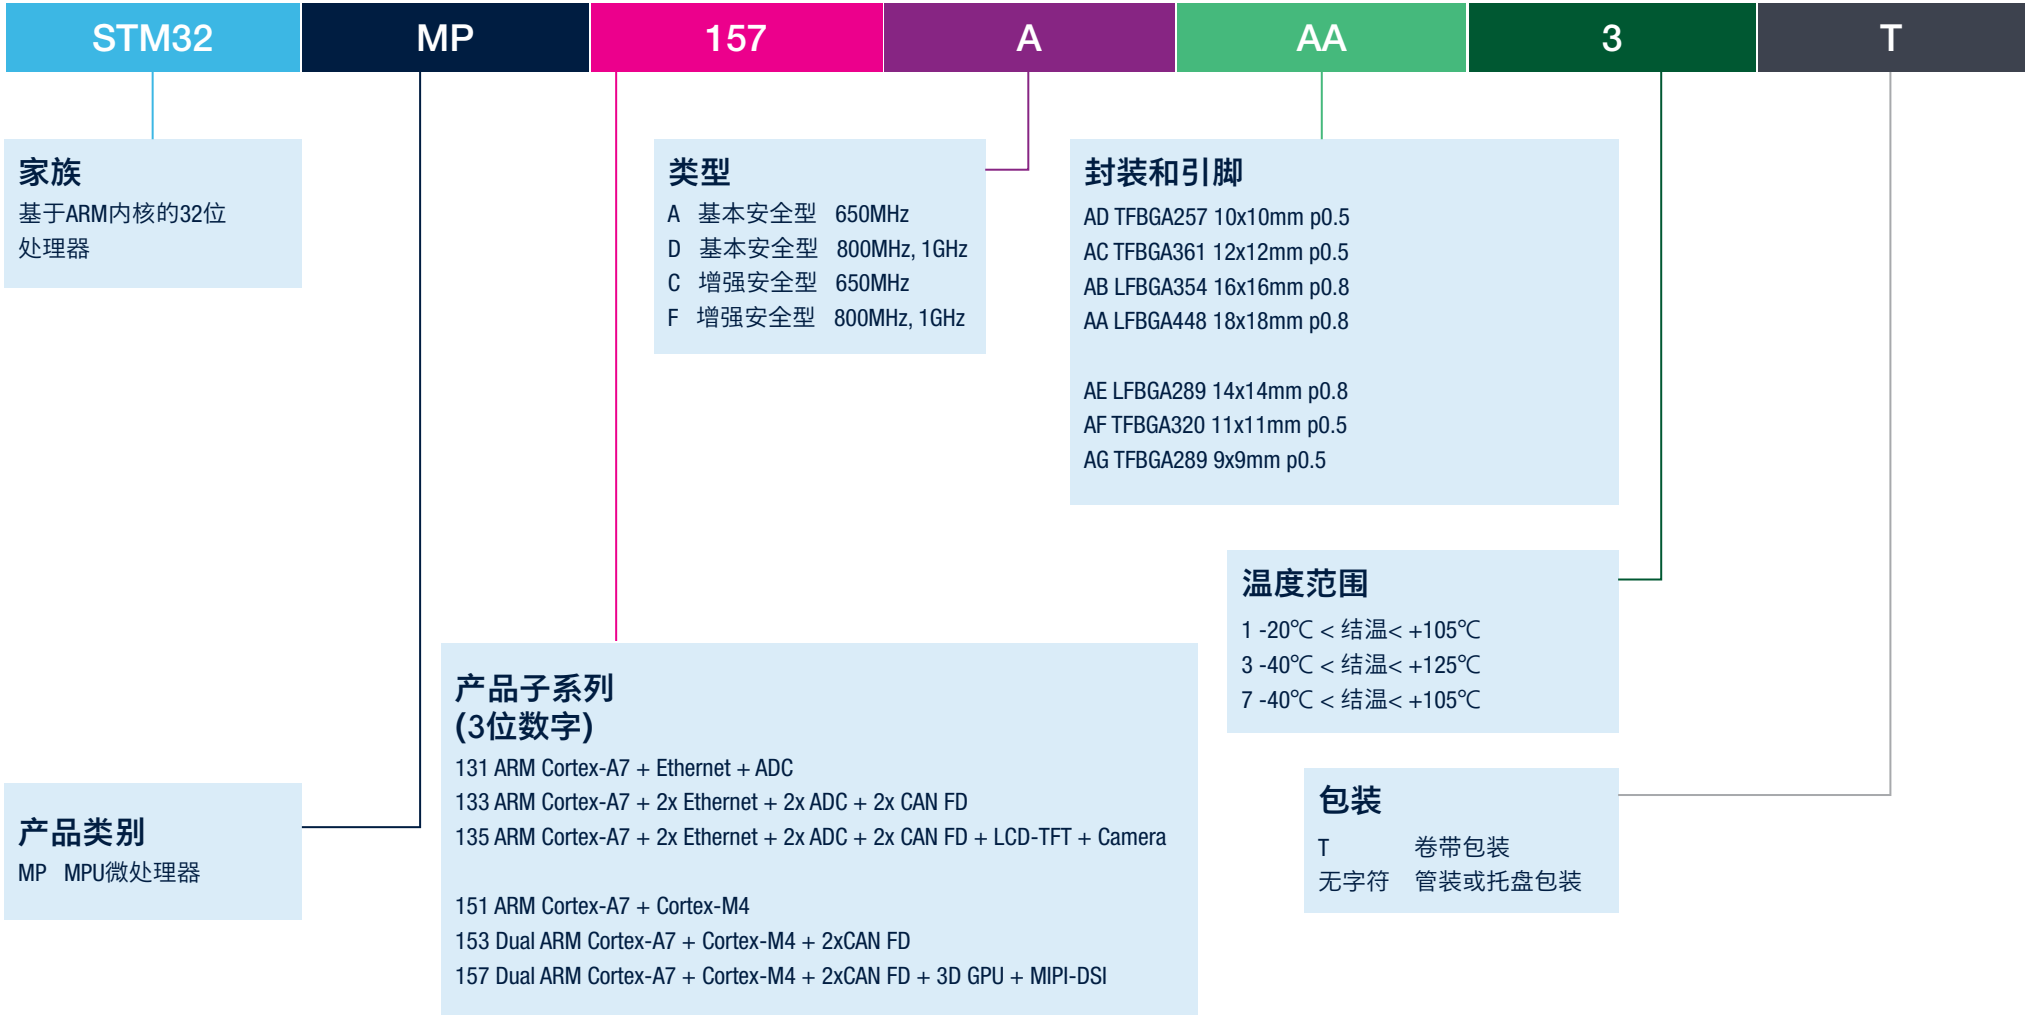 STM32 MP 157 A AA 3 T
家族
基于ARM内核的32位
处理器
类型
A 基本安全型 650MHz
D 基本安全型 800MHz, 1GHz
C 增强安全型 650MHz
F 增强安全型 800MHz, 1GHz
封装和引脚
AD TFBGA257 10x10mm p0.5
AC TFBGA361 12x12mm p0.5
AB LFBGA354 16x16mm p0.8
AA LFBGA448 18x18mm p0.8
AE LFBGA289 14x14mm p0.8
AF TFBGA320 11x11mm p0.5
AG TFBGA289 9x9mm p0.5
温度范围
1 -20℃ < 结温< +105℃
3 -40℃ < 结温< +125℃
7 -40℃ < 结温< +105℃
产品子系列
(3位数字)
131 ARM Cortex-A7 + Ethernet + ADC
133 ARM Cortex-A7 + 2x Ethernet + 2x ADC + 2x CAN FD
135 ARM Cortex-A7 + 2x Ethernet + 2x ADC + 2x CAN FD + LCD-TFT + Camera
151 ARM Cortex-A7 + Cortex-M4
153 Dual ARM Cortex-A7 + Cortex-M4 + 2xCAN FD
157 Dual ARM Cortex-A7 + Cortex-M4 + 2xCAN FD + 3D GPU + MIPI-DSI
产品类别
MP MPU微处理器
包装
T 卷带包装
无字符 管装或托盘包装